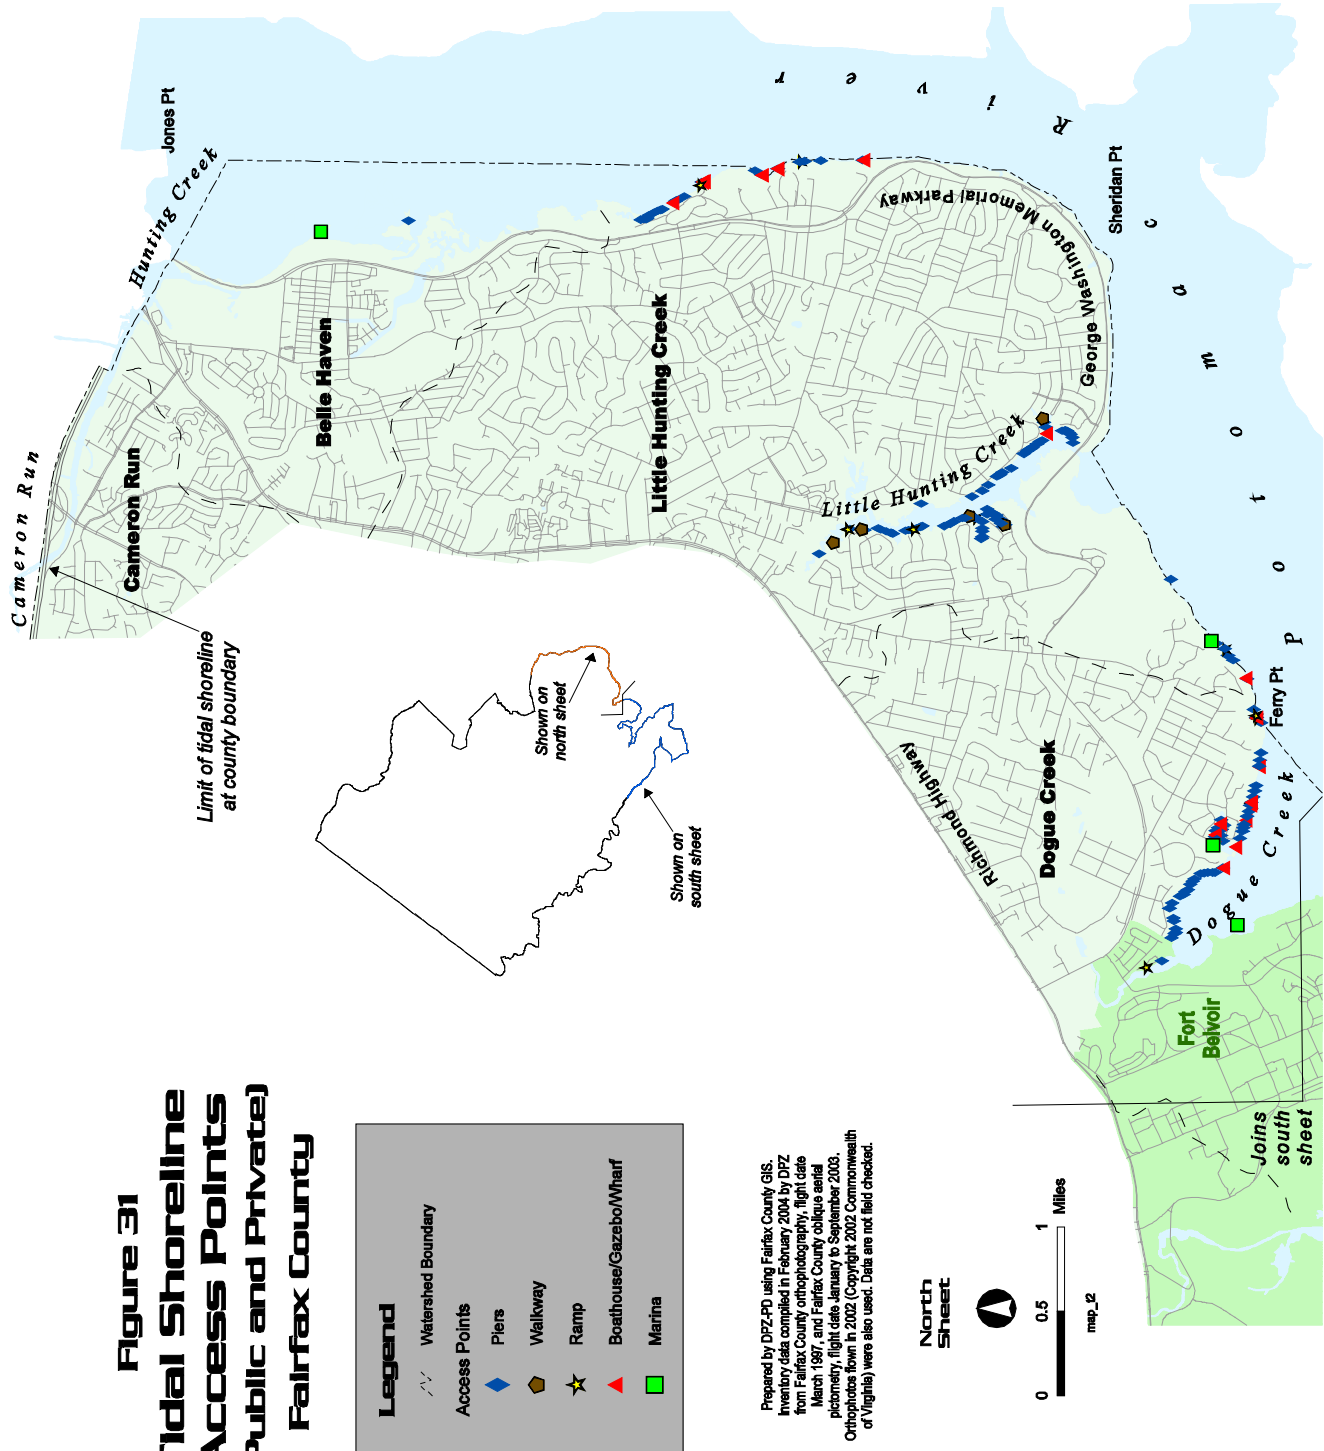 Figure 31
Tidal Shoreline
Access Points
Public and Private)
Fairfax County
Legend
Watershed Boundary
Access Points
Piers
Walkway
Ramp
Boathouse/Gazebo/Wharf
Marina
Prepared by DPZ-PD using Fairfax County GIS.
Inventory data compiled in February 2004 by DPZ
from Fairfax County orthophotography, flight date
March 1997, and Fairfax County oblique aerial
pictometry, flight date January to September 2003.
Orthophotos flown in 2002 (Copyright 2002 Commonwealth
of Virginia) were also used. Data are not field checked.
North
Sheet
0 0.5 1 Miles
map_t2
Cameron Run
Limit of tidal shoreline
at county boundary
Cameron Run
Hunting Creek
Jones Pt
Belle Haven
Little Hunting Creek
Little Hunting Creek
George Washington Memorial Parkway
Sheridan Pt
Potomac River
Shown on
north sheet
Shown on
south sheet
Richmond Highway
Dogue Creek
Ferry Pt
Dogue Creek
Fort
Belvoir
Joins
south
sheet